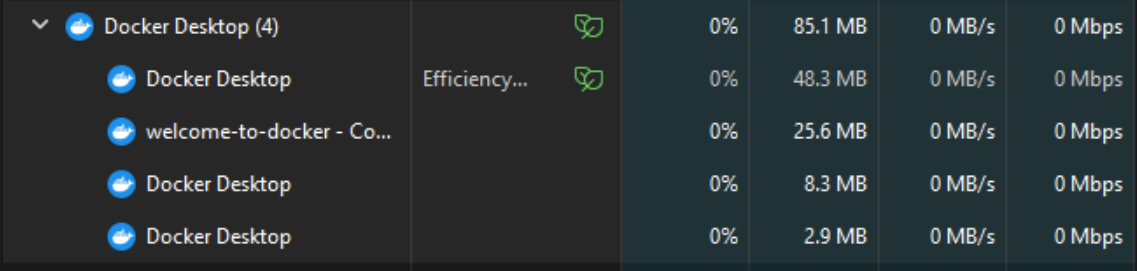 Docker Desktop (4) 0% 85.1 MB 0 MB/s 0 Mbps
Docker Desktop Efficiency... 0% 48.3 MB 0 MB/s 0 Mbps
welcome-to-docker - Co... 0% 25.6 MB 0 MB/s 0 Mbps
Docker Desktop 0% 8.3 MB 0 MB/s 0 Mbps
Docker Desktop 0% 2.9 MB 0 MB/s 0 Mbps